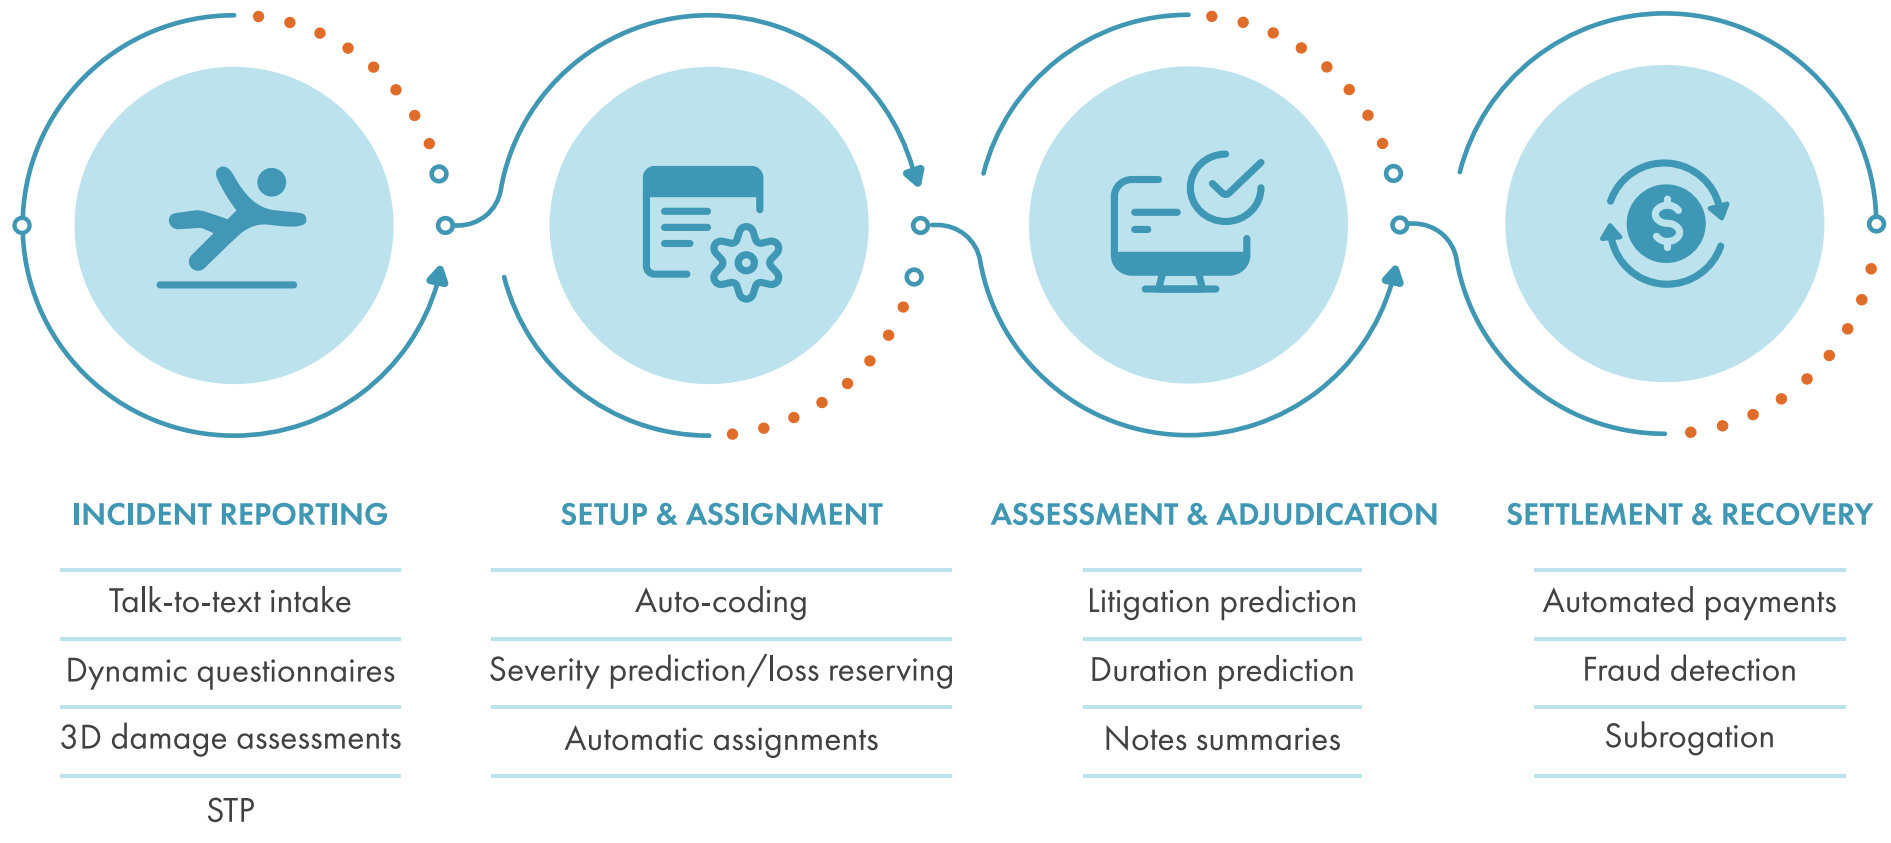 INCIDENT REPORTING
Talk-to-text intake
Dynamic questionnaires
3D damage assessments
STP
SETUP & ASSIGNMENT
Auto-coding
Severity prediction/loss reserving
Automatic assignments
ASSESSMENT & ADJUDICATION
Litigation prediction
Duration prediction
Notes summaries
$
SETTLEMENT & RECOVERY
Automated payments
Fraud detection
Subrogation